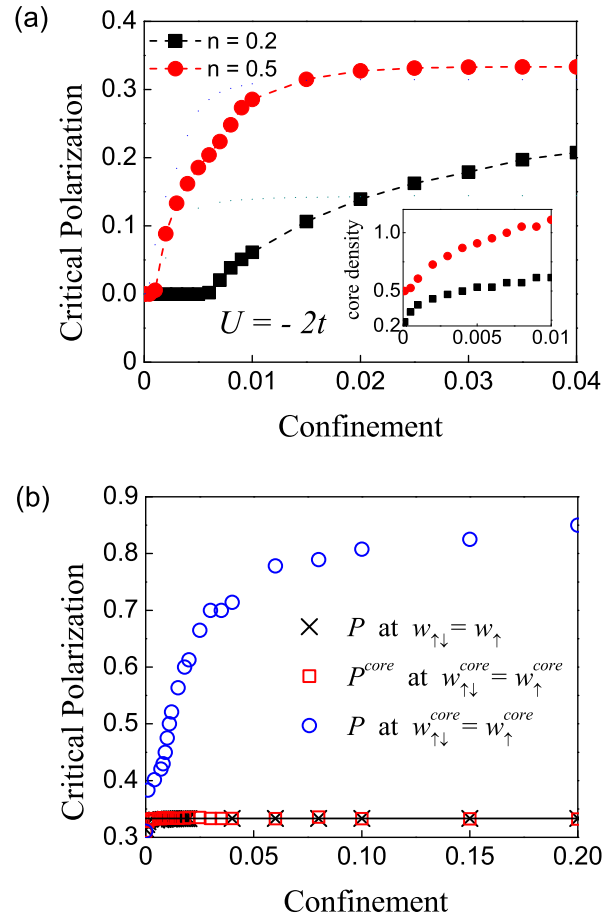 (a)
0.4
n = 0.2
n = 0.5
0.3
0.2
0.1
0.0
0
Critical Polarization
U = - 2t
core density
1.0
0.5
0.2
0 0.005 0.01
0 0.01 0.02 0.03 0.04
Confinement
(b)
0.9
0.8
0.7
0.6
0.5
0.4
0.3
Critical Polarization
P at w↑↓ = w↑
P^core at w↑↓^core = w↑^core
P at w↑↓^core = w↑^core
0 0.05 0.10 0.15 0.20
Confinement